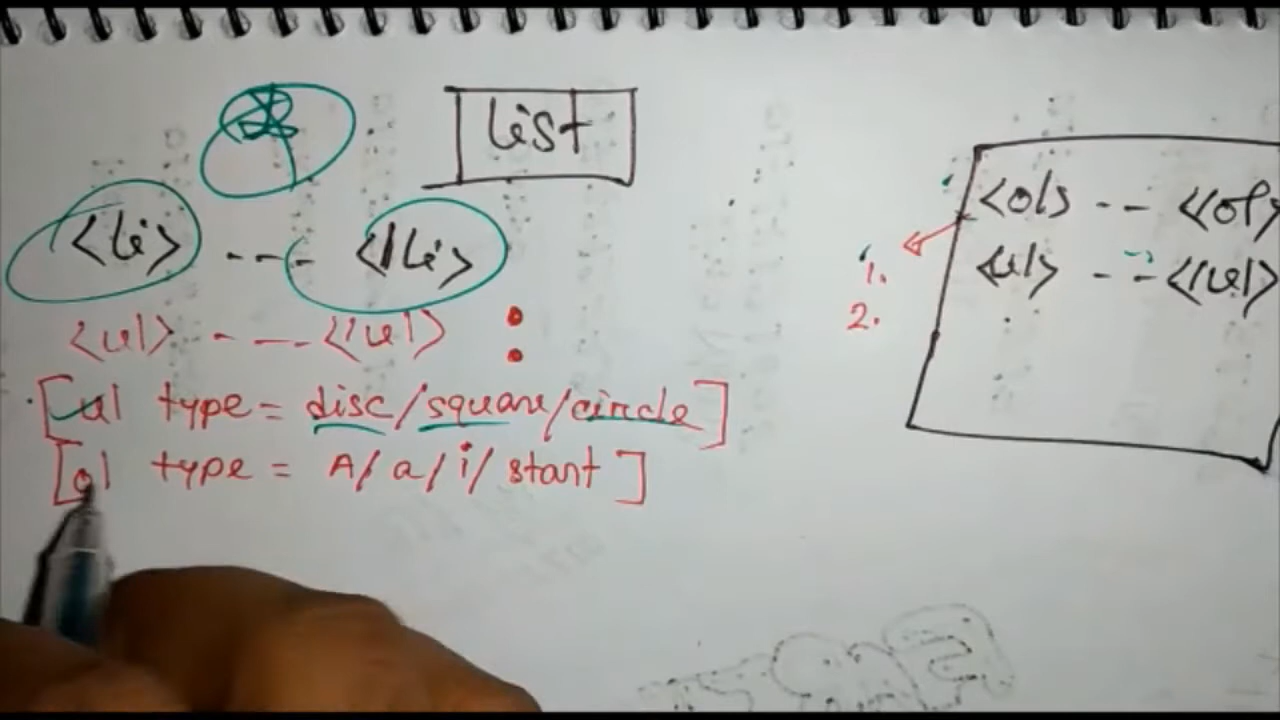 List
<li> --- </li>
<ul> - -- </ul> :
[ul type = disc/square/circle]
[ol type = A/a/i/start]
<ol> -- </ol>
<ul> -- </ul>
1.
2.